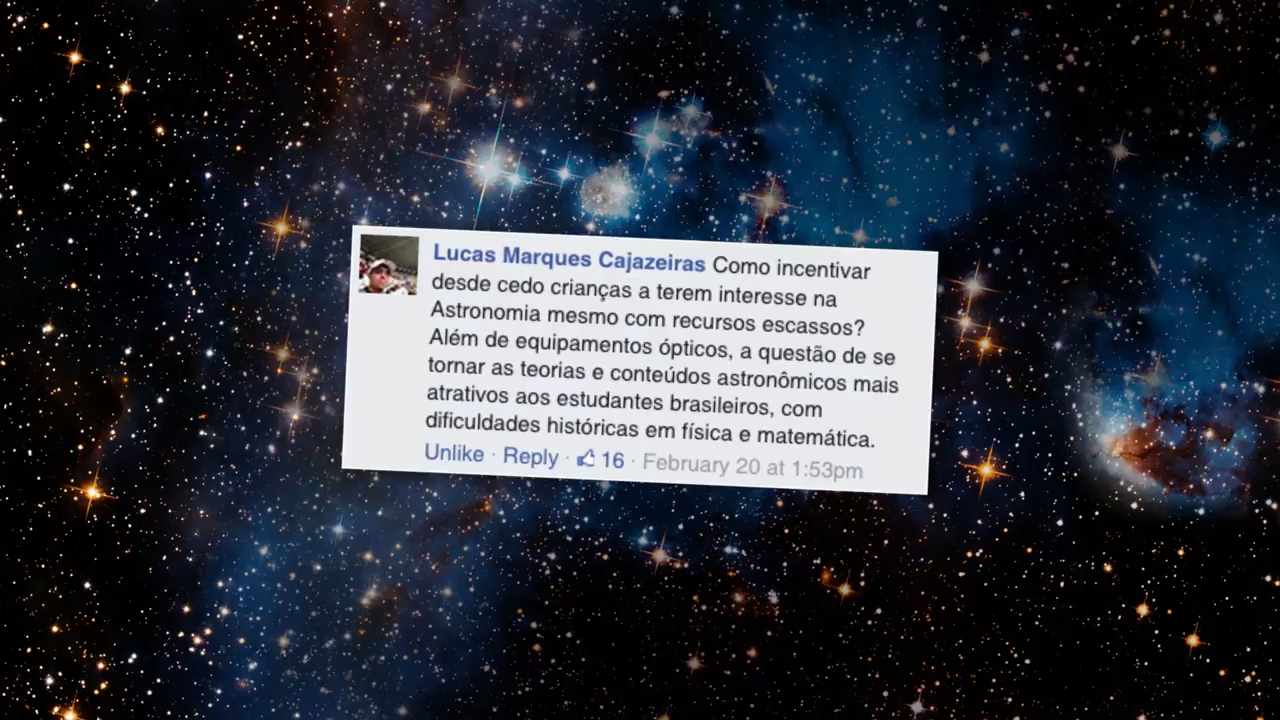 Lucas Marques Cajazeiras Como incentivar
desde cedo crianças a terem interesse na
Astronomia mesmo com recursos escassos?
Além de equipamentos ópticos, a questão de se
tornar as teorias e conteúdos astronômicos mais
atrativos aos estudantes brasileiros, com
dificuldades históricas em física e matemática.
Unlike · Reply · 16 · February 20 at 1:53pm